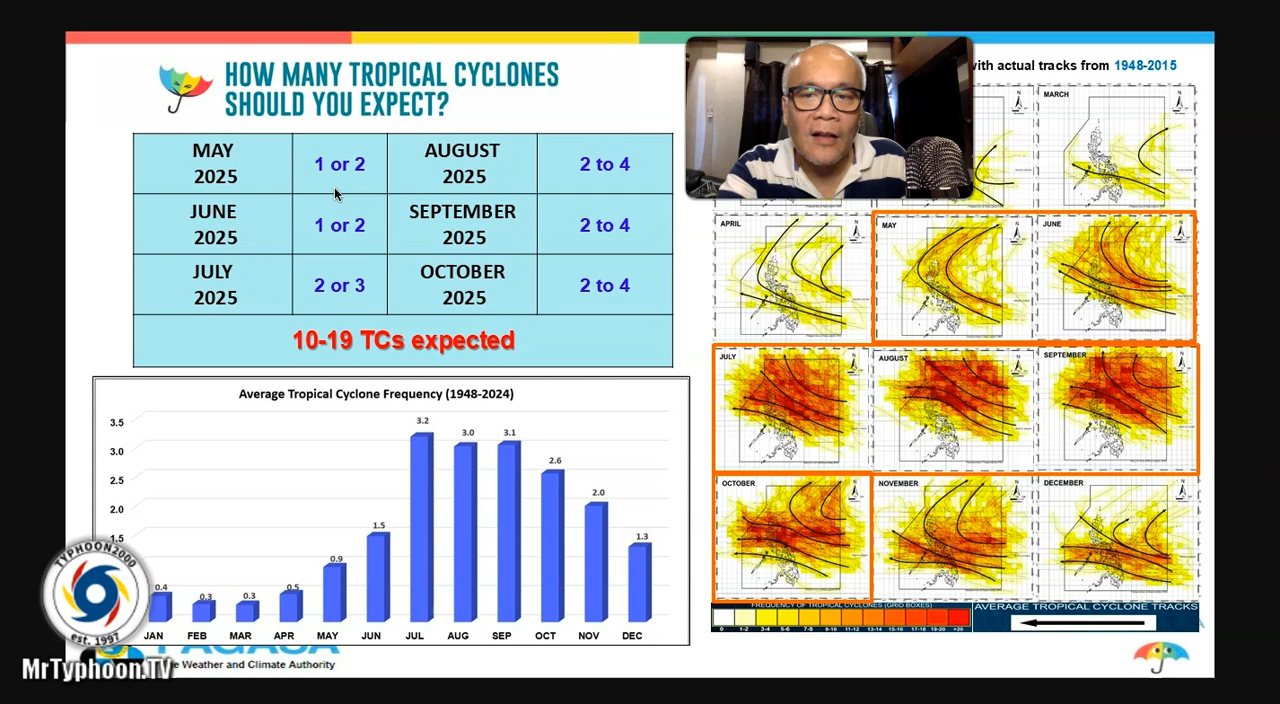 HOW MANY TROPICAL CYCLONES
SHOULD YOU EXPECT?
MAY
2025
1 or 2
AUGUST
2025
2 to 4
JUNE
2025
1 or 2
SEPTEMBER
2025
2 to 4
JULY
2025
2 or 3
OCTOBER
2025
2 to 4
10-19 TCs expected
Average Tropical Cyclone Frequency (1948-2024)
3.5
3.0
2.5
2.0
1.5
0.4
0.3
0.3
0.5
0.9
1.5
3.2
3.0
3.1
2.6
2.0
1.3
JAN FEB MAR APR MAY JUN JUL AUG SEP OCT NOV DEC
with actual tracks from 1948-2015
MARCH
APRIL
MAY
JUNE
JULY
AUGUST
SEPTEMBER
OCTOBER
NOVEMBER
DECEMBER
FREQUENCY OF TROPICAL CYCLONES (GRID BOXES)
0 1-2 3-4 5-6 7-8 9-10 11-12 13-14 15-16 17-18 19-20 >20
AVERAGE TROPICAL CYCLONE TRACKS
TYPHOON2000
est. 1997
MrTyphoon.TV
PAGASA
Weather and Climate Authority